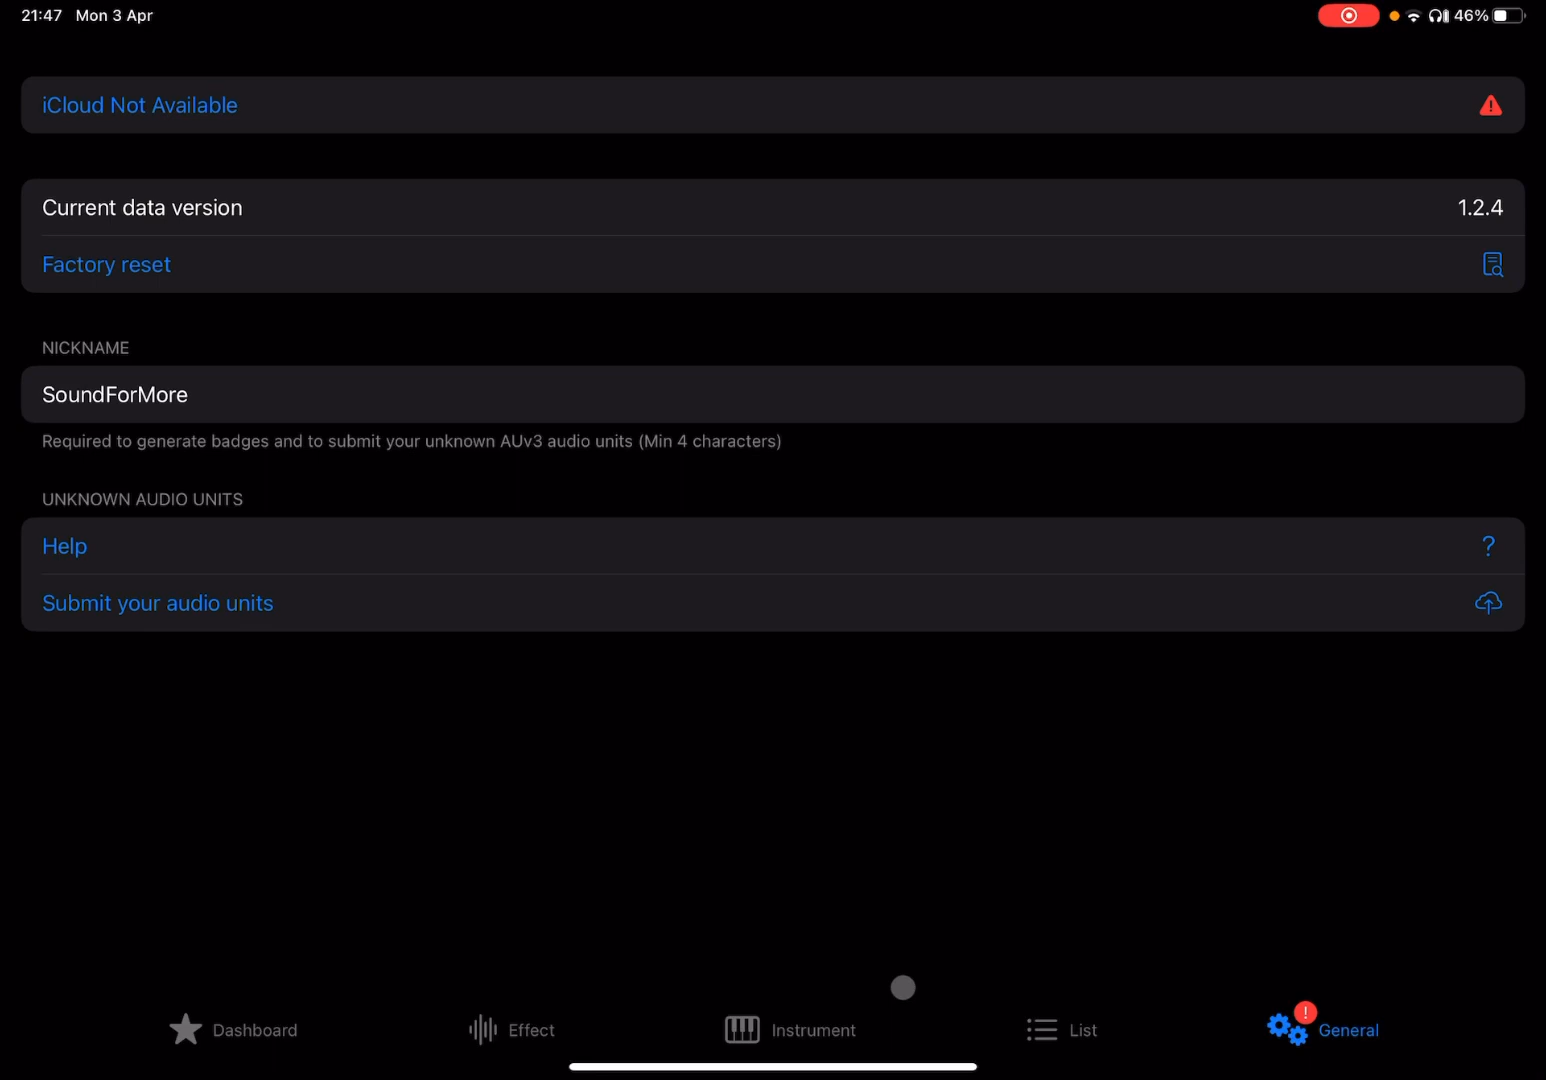 21:47 Mon 3 Apr
46%
iCloud Not Available
Current data version 1.2.4
Factory reset
NICKNAME
SoundForMore
Required to generate badges and to submit your unknown AUv3 audio units (Min 4 characters)
UNKNOWN AUDIO UNITS
Help ?
Submit your audio units
Dashboard Effect Instrument List ! General